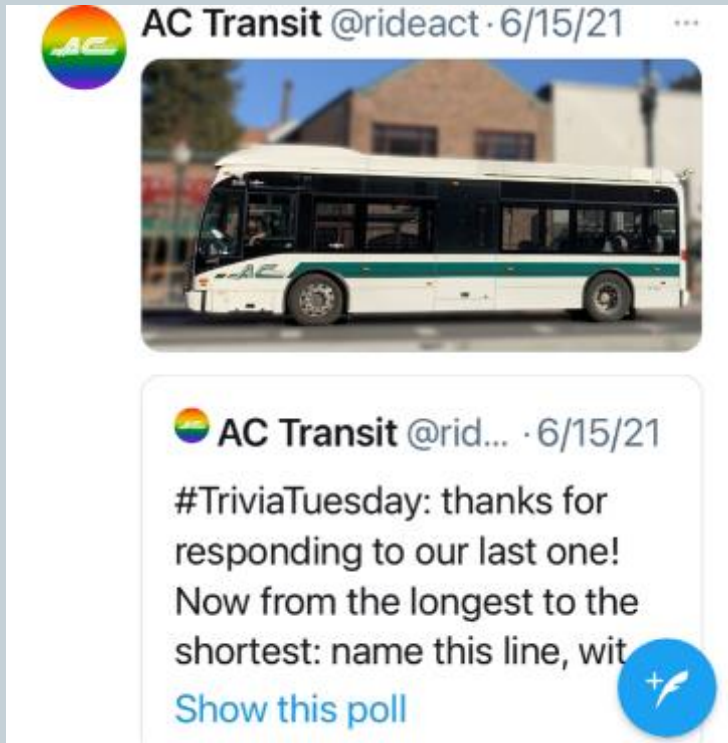 AC Transit @rideact · 6/15/21
AC
AC Transit @rid... · 6/15/21
#TriviaTuesday: thanks for
responding to our last one!
Now from the longest to the
shortest: name this line, wit
Show this poll